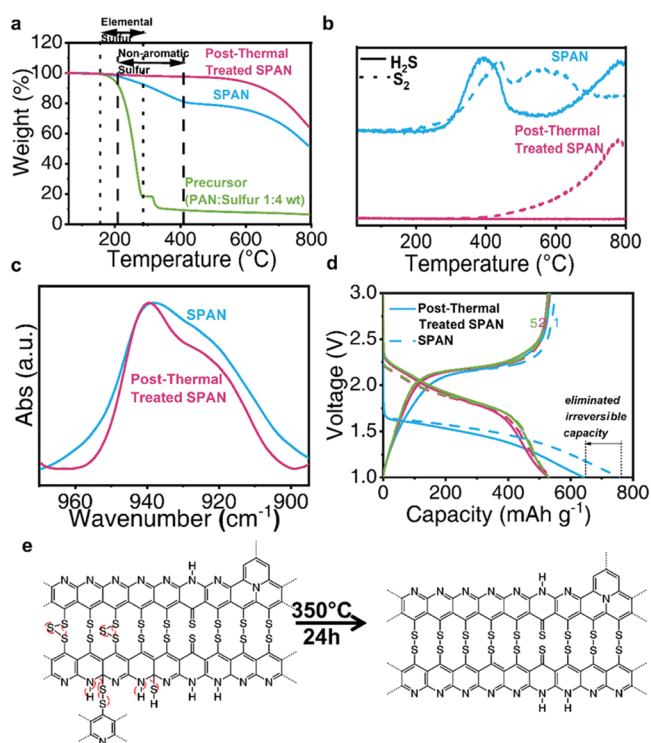 a
Elemental
Sulfur
Non-aromatic
Sulfur
Post-Thermal
Treated SPAN
SPAN
Precursor
(PAN:Sulfur 1:4 wt)
120
100
80
60
40
20
0
200 400 600 800
Temperature (°C)
Weight (%)
b
H2S
S2
SPAN
Post-Thermal
Treated SPAN
200 400 600 800
Temperature (°C)
c
SPAN
Post-Thermal
Treated SPAN
Abs (a.u.)
960 940 920 900
Wavenumber (cm-1)
d
Post-Thermal
Treated SPAN
SPAN
521
eliminated
irreversible
capacity
3.0
2.5
2.0
1.5
1.0
0 200 400 600 800
Voltage (V)
Capacity (mAh g-1)
e
350°C
24h